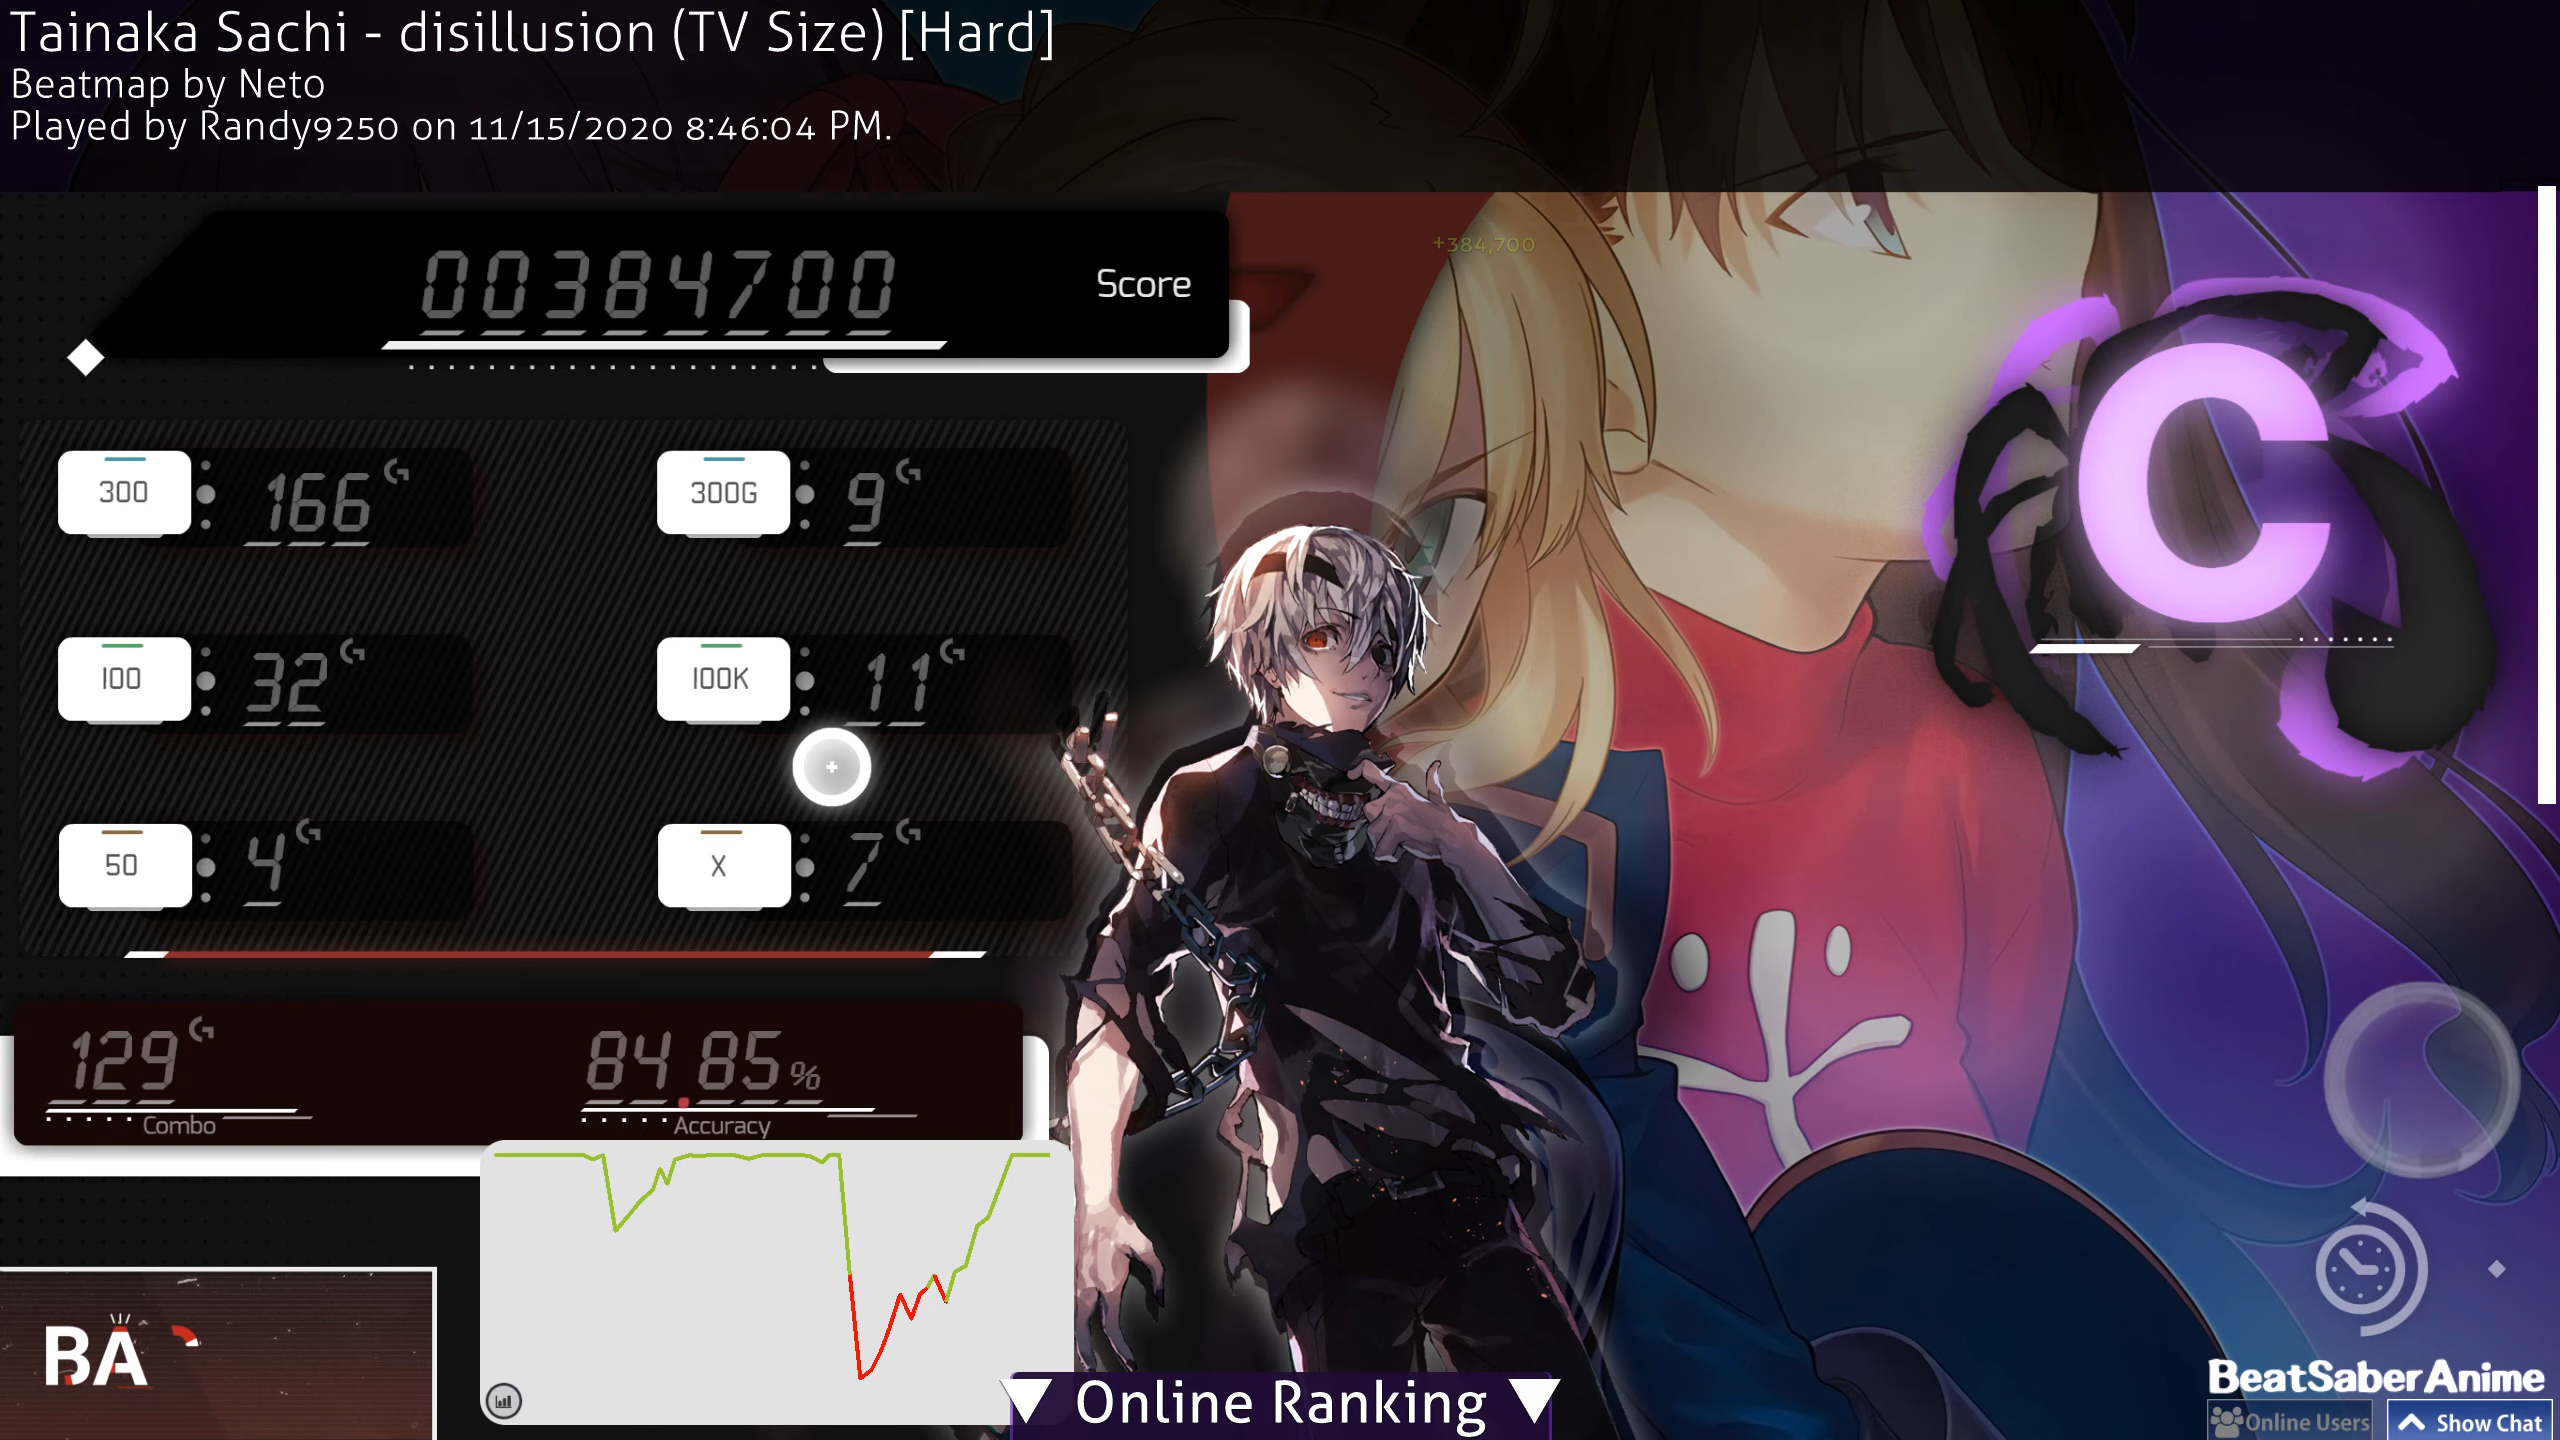 Tainaka Sachi - disillusion (TV Size) [Hard]
Beatmap by Neto
Played by Randy9250 on 11/15/2020 8:46:04 PM.
00384700 Score
+384,700
C
300 166 300G 9
100 32 100K 11
50 4 X 7
129 84.85%
Combo Accuracy
BA
Online Ranking
BeatSaberAnime
Online Users Show Chat